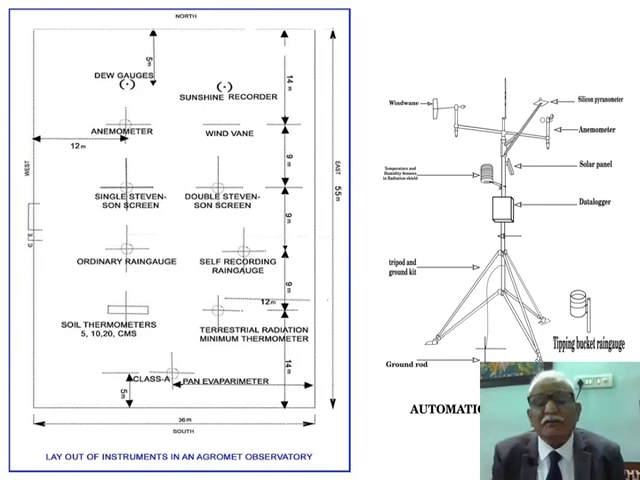 NORTH
5m
14 m
DEW GAUGES
SUNSHINE RECORDER
ANEMOMETER
WIND VANE
12m
WEST
EAST
9 m
55m
SINGLE STEVEN-
SON SCREEN
DOUBLE STEVEN-
SON SCREEN
9 m
ORDINARY RAINGAUGE
SELF RECORDING
RAINGAUGE
9 m
12m
SOIL THERMOMETERS
5, 10,20, CMS
TERRESTRIAL RADIATION
MINIMUM THERMOMETER
14m
CLASS-A
PAN EVAPARIMETER
5m
36m
SOUTH
LAY OUT OF INSTRUMENTS IN AN AGROMET OBSERVATORY
Windwane
Silicon pyranometer
Anemometer
Temperature and
Humidity Sensors
in Radiation shield
Solar panel
Datalogger
tripod and
ground kit
Tipping bucket raingauge
Ground rod